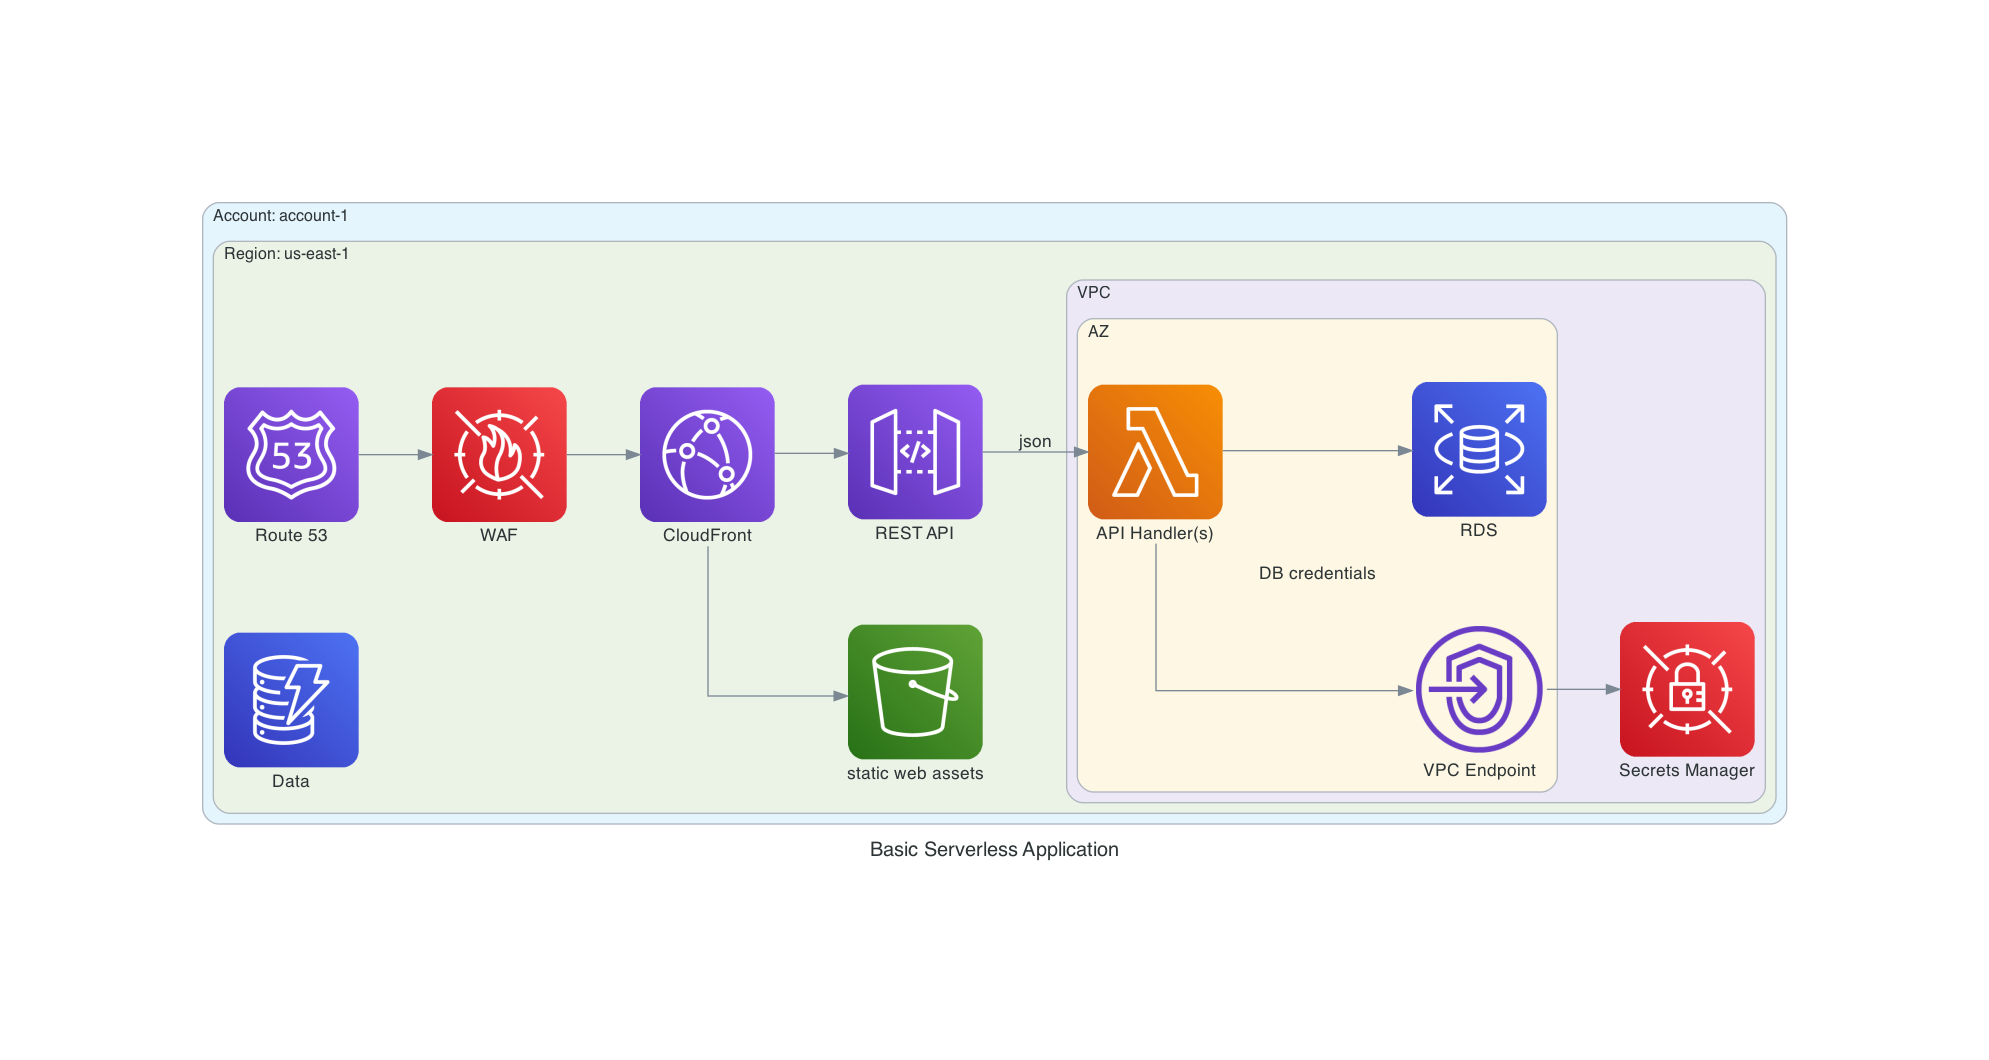 Account: account-1
Region: us-east-1
VPC
AZ
53
Route 53
WAF
CloudFront
REST API
json
API Handler(s)
RDS
DB credentials
Data
static web assets
VPC Endpoint
Secrets Manager
Basic Serverless Application